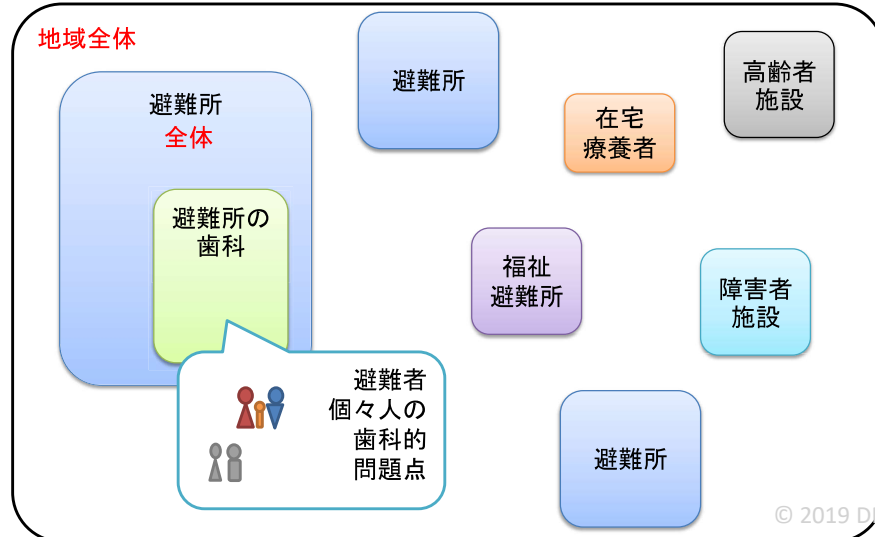 地域全体
避難所
全体
避難所の
歯科
避難者
個々人の
歯科的
問題点
避難所
在宅
療養者
高齢者
施設
福祉
避難所
障害者
施設
避難所
© 2019